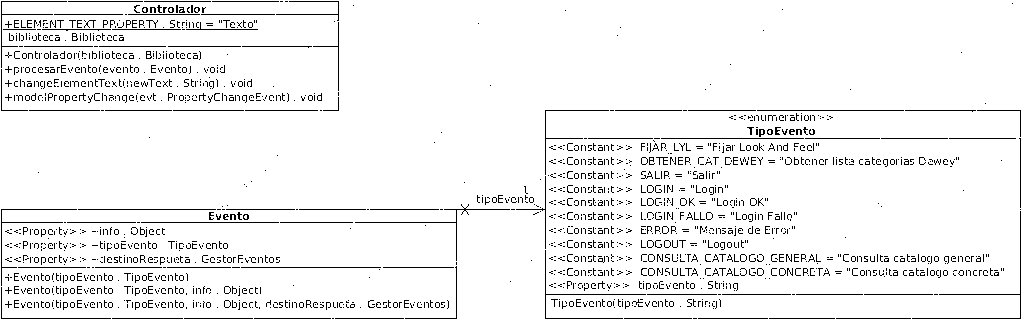 Controlador
+ELEMENT_TEXT_PROPERTY : String = "Texto"
biblioteca : Biblioteca
+Controlador(biblioteca : Biblioteca)
+procesarEvento(evento : Evento) : void
+changeElementText(newText : String) : void
+modelPropertyChange(evt : PropertyChangeEvent) : void
<<enumeration>>
TipoEvento
<<Constant>> FIJAR_LYL = "Fijar Look And Feel"
<<Constant>> OBTENER_CAT_DEWEY = "Obtener lista categorias Dewey"
<<Constant>> SALIR = "Salir"
<<Constant>> LOGIN = "Login"
<<Constant>> LOGIN_OK = "Login OK"
<<Constant>> LOGIN_FALLO = "Login Fallo"
<<Constant>> ERROR = "Mensaje de Error"
<<Constant>> LOGOUT = "Logout"
<<Constant>> CONSULTA_CATALOGO_GENERAL = "Consulta catalogo general"
<<Constant>> CONSULTA_CATALOGO_CONCRETA = "Consulta catalogo concreta"
<<Property>> tipoEvento : String
TipoEvento(tipoEvento : String)
1
tipoEvento
Evento
<<Property>> ~info : Object
<<Property>> ~tipoEvento : TipoEvento
<<Property>> ~destinoRespueta : GestorEventos
+Evento(tipoEvento : TipoEvento)
+Evento(tipoEvento : TipoEvento, info : Object)
+Evento(tipoEvento : TipoEvento, info : Object, destinoRespueta : GestorEventos)